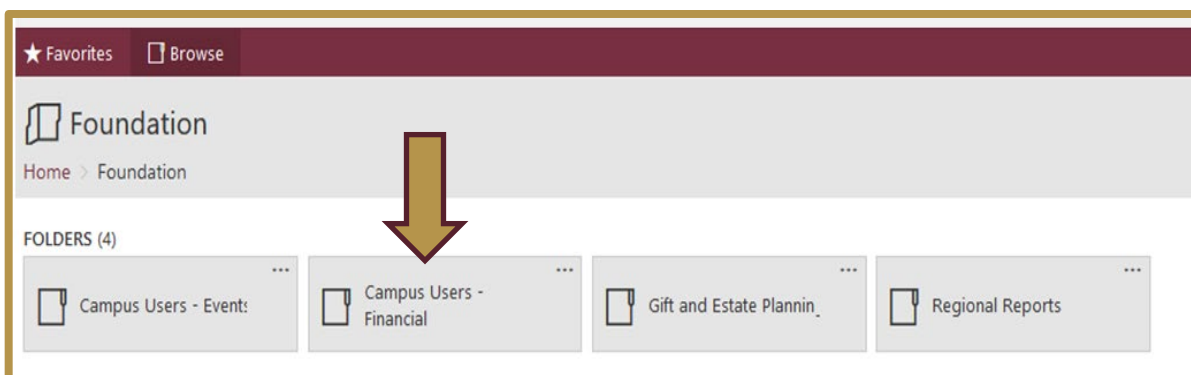 ★ Favorites Browse
Foundation
Home > Foundation
FOLDERS (4)
... ... ... ...
Campus Users - Events
Campus Users -
Financial
Gift and Estate Plannin
Regional Reports